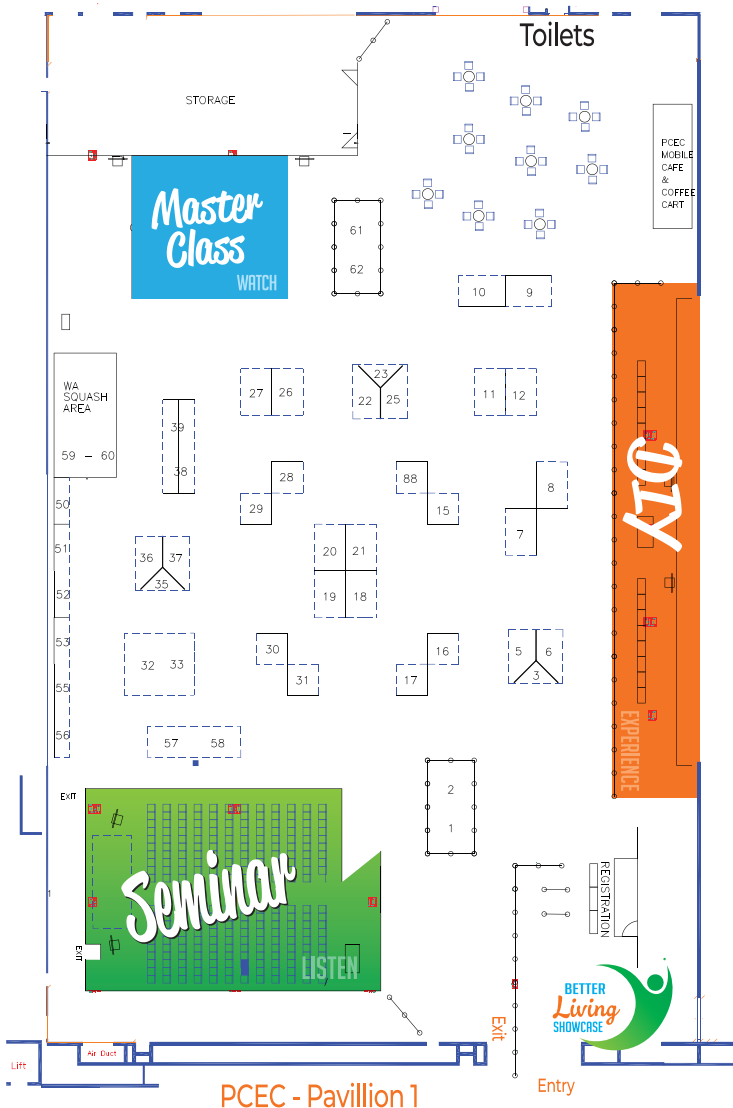 Toilets
STORAGE
PCEC
MOBILE
CAFE
&
COFFEE
CART
Master
Class
WATCH
61
62
10 9
WA
SQUASH
AREA
59 - 60
27 26
23
22 25
11 12
39
38
28
29
88
15
8
7
50
51
52
53
55
56
36 37
35
20 21
19 18
DIY
EXPERIENCE
32 33
30
31
16
17
5 6
3
57 58
2
1
EXIT
Seminar
LISTEN
EXIT
REGISTRATION
BETTER
Living
SHOWCASE
Exit
Entry
Lift
Air Duct
PCEC - Pavillion 1